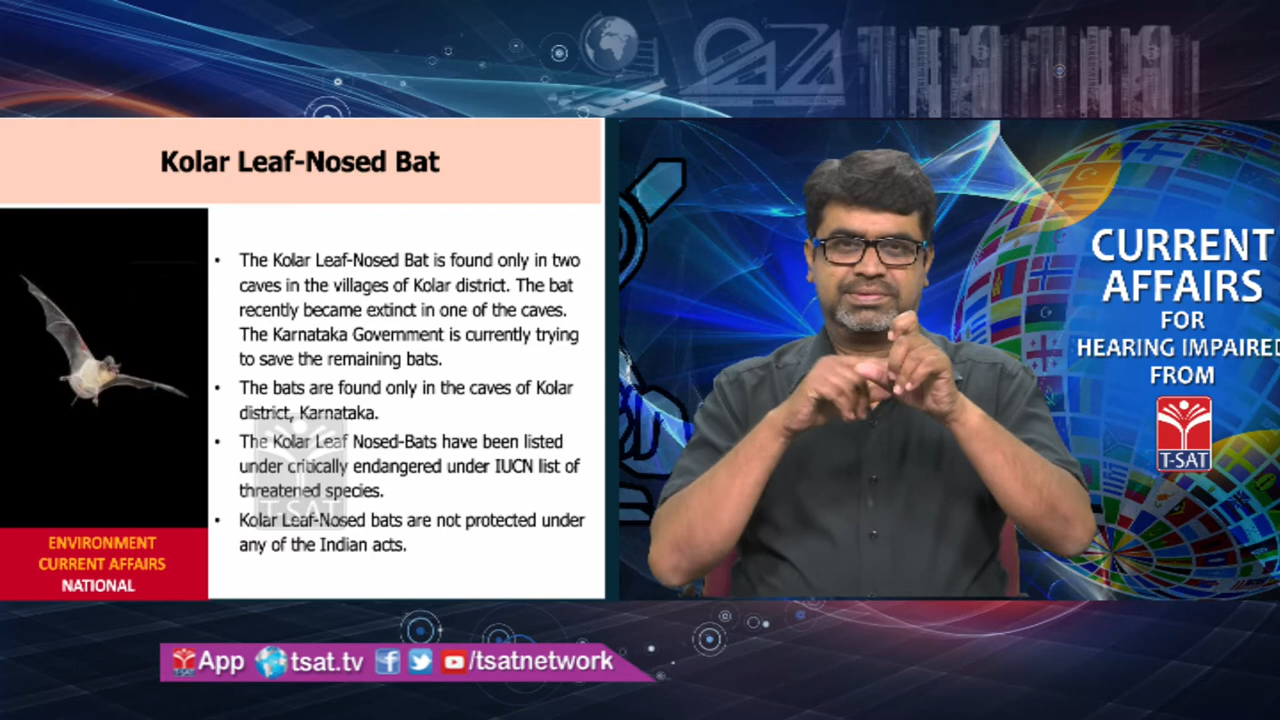 Kolar Leaf-Nosed Bat
• The Kolar Leaf-Nosed Bat is found only in two
caves in the villages of Kolar district. The bat
recently became extinct in one of the caves.
The Karnataka Government is currently trying
to save the remaining bats.
• The bats are found only in the caves of Kolar
district, Karnataka.
• The Kolar Leaf Nosed-Bats have been listed
under critically endangered under IUCN list of
threatened species.
• Kolar Leaf-Nosed bats are not protected under
any of the Indian acts.
T-SAT
ENVIRONMENT
CURRENT AFFAIRS
NATIONAL
CURRENT
AFFAIRS
FOR
HEARING IMPAIRED
FROM
T-SAT
App tsat.tv /tsatnetwork